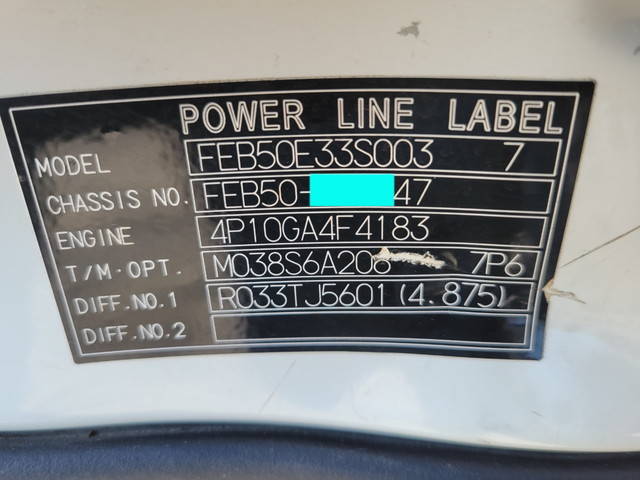 POWER LINE LABEL
MODEL FEB50E33S003 7
CHASSIS NO. FEB50- 47
ENGINE 4P10GA4F4183
T/M·OPT. M038S6A206 7P6
DIFF.NO.1 R033TJ5601(4.875)
DIFF.NO.2